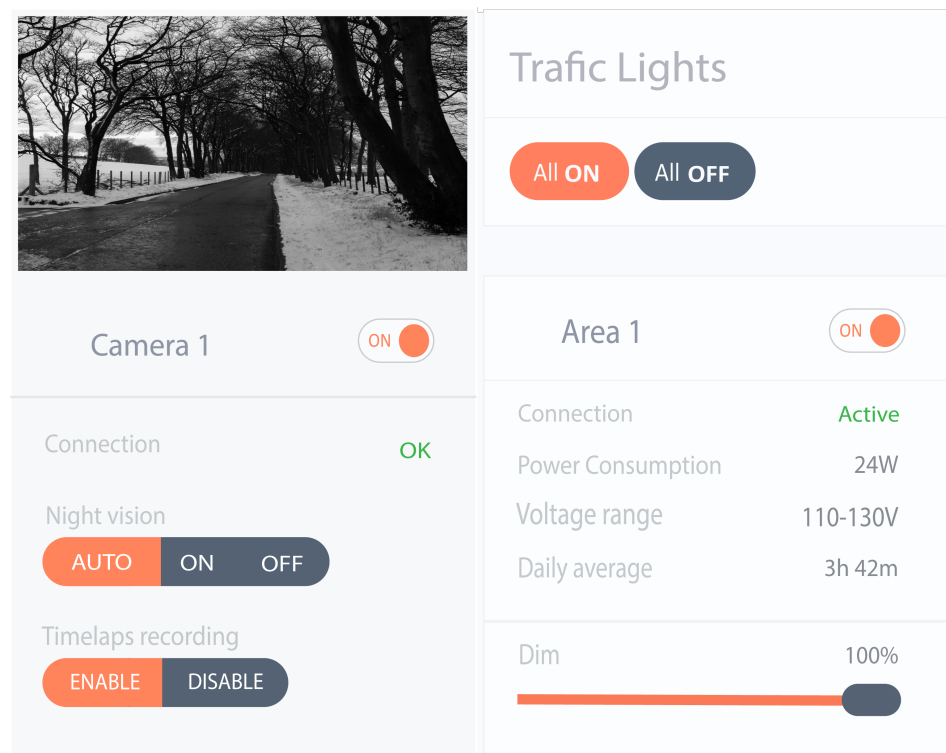 Camera 1
ON
Connection
OK
Night vision
AUTO ON OFF
Timelaps recording
ENABLE DISABLE
Trafic Lights
All ON All OFF
Area 1
ON
Connection Active
Power Consumption 24W
Voltage range 110-130V
Daily average 3h 42m
Dim 100%